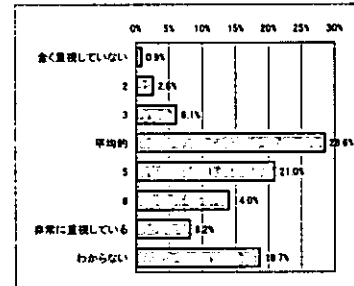 0% 5% 10% 15% 20% 25% 30%
全く重視していない 0.9%
2 2.6%
3 6.1%
平均的 28.6%
5 21.0%
6 14.0%
非常に重視している 8.2%
わからない 18.7%